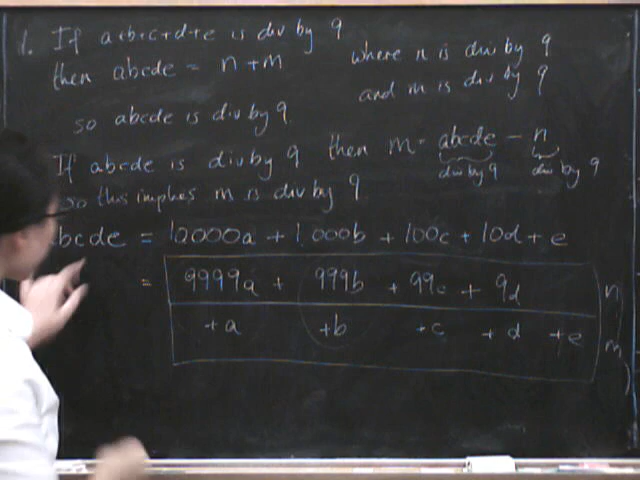 1. If a+b+c+d+e is div by 9
then abcde = n + m where n is div by 9
and m is div by 9
so abcde is div by 9.
If abcde is div by 9 then m = abcde - n
div by 9 div by 9
so this implies m is div by 9
bcde = 10000a + 1000b + 100c + 10d + e
= 9999a + 999b + 99c + 9d n
+ a + b + c + d + e m